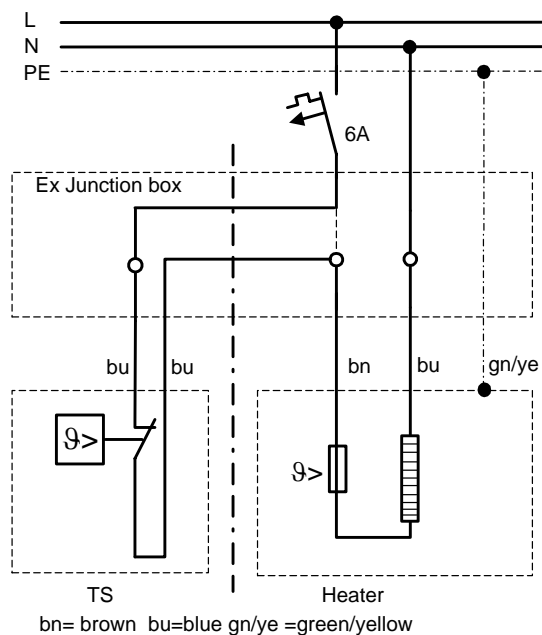 L
N
PE
6A
Ex Junction box
bu
bu
bn
bu
gn/ye
ϑ>
ϑ>
TS
Heater
bn= brown bu=blue gn/ye =green/yellow